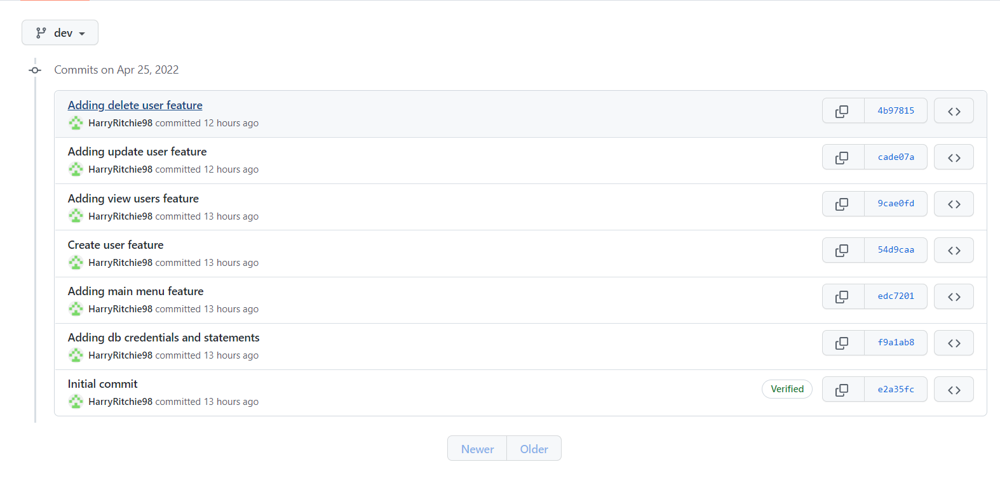 dev
Commits on Apr 25, 2022
Adding delete user feature
HarryRitchie98 committed 12 hours ago
4b97815
Adding update user feature
HarryRitchie98 committed 12 hours ago
cade07a
Adding view users feature
HarryRitchie98 committed 13 hours ago
9cae0fd
Create user feature
HarryRitchie98 committed 13 hours ago
54d9caa
Adding main menu feature
HarryRitchie98 committed 13 hours ago
edc7201
Adding db credentials and statements
HarryRitchie98 committed 13 hours ago
f9a1ab8
Initial commit
HarryRitchie98 committed 13 hours ago
Verified
e2a35fc
Newer Older